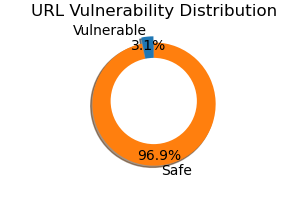 URL Vulnerability Distribution
Vulnerable
3.1%
96.9%
Safe